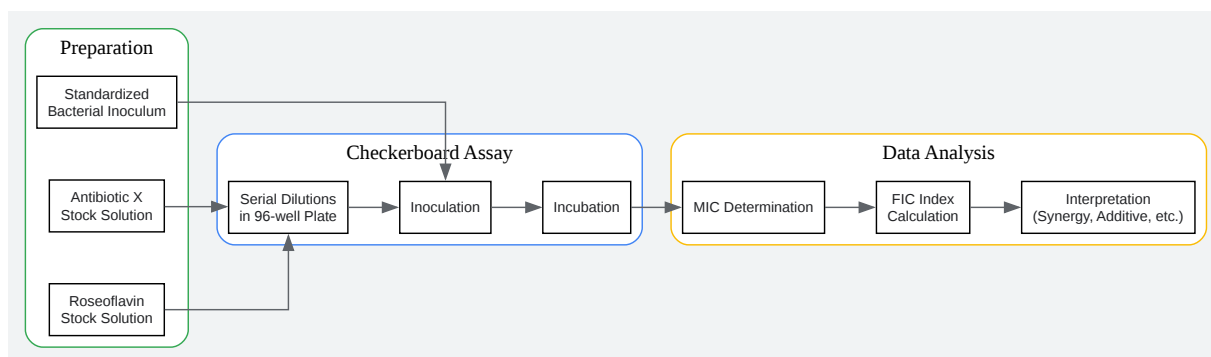 Preparation
Standardized
Bacterial Inoculum
Antibiotic X
Stock Solution
Roseoflavin
Stock Solution
Checkerboard Assay
Serial Dilutions
in 96-well Plate
Inoculation
Incubation
Data Analysis
MIC Determination
FIC Index
Calculation
Interpretation
(Synergy, Additive, etc.)